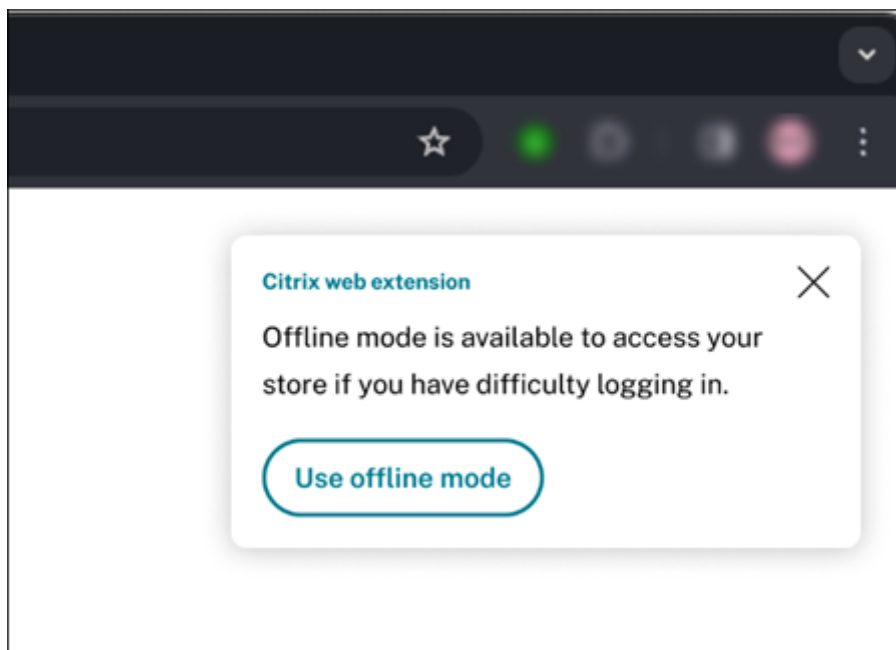 Citrix web extension
Offline mode is available to access your
store if you have difficulty logging in.
Use offline mode